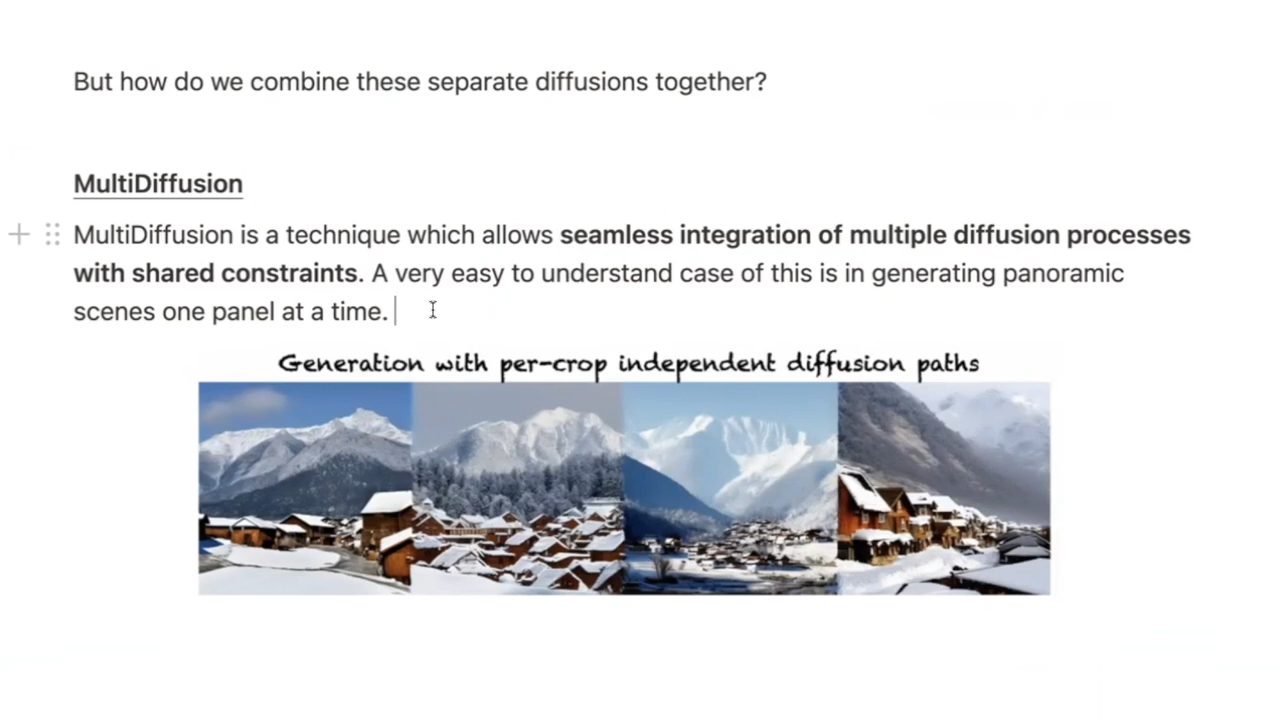 But how do we combine these separate diffusions together?
MultiDiffusion
MultiDiffusion is a technique which allows seamless integration of multiple diffusion processes
with shared constraints. A very easy to understand case of this is in generating panoramic
scenes one panel at a time.
Generation with per-crop independent diffusion paths